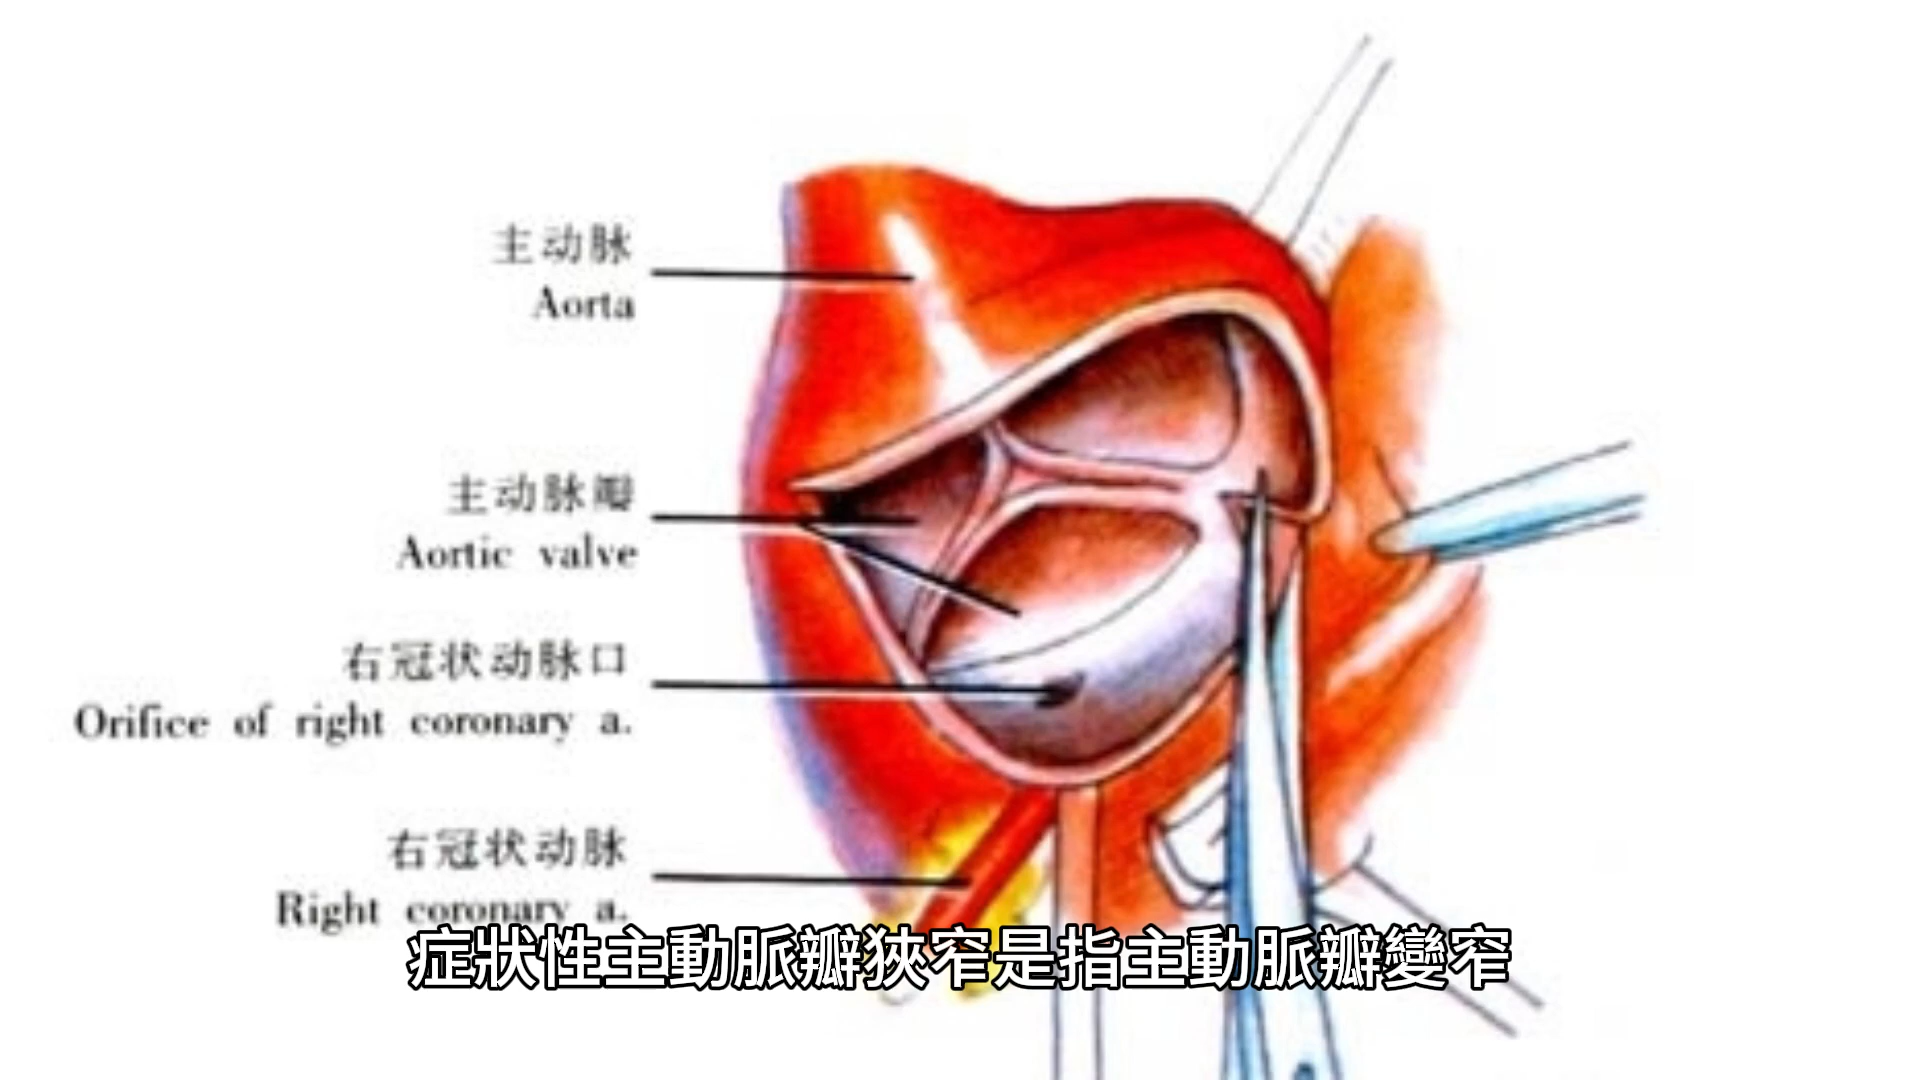 主动脉
Aorta
主动脉瓣
Aortic valve
右冠状动脉口
Orifice of right coronary a.
右冠状动脉
Right coronary a.
症狀性主動脈瓣狹窄是指主動脈瓣變窄